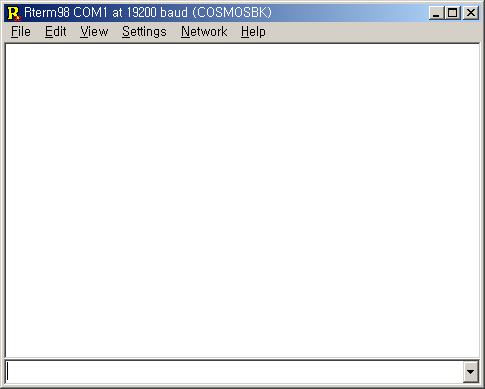 Rterm98 COM1 at 19200 baud (COSMOSBK)
File Edit View Settings Network Help